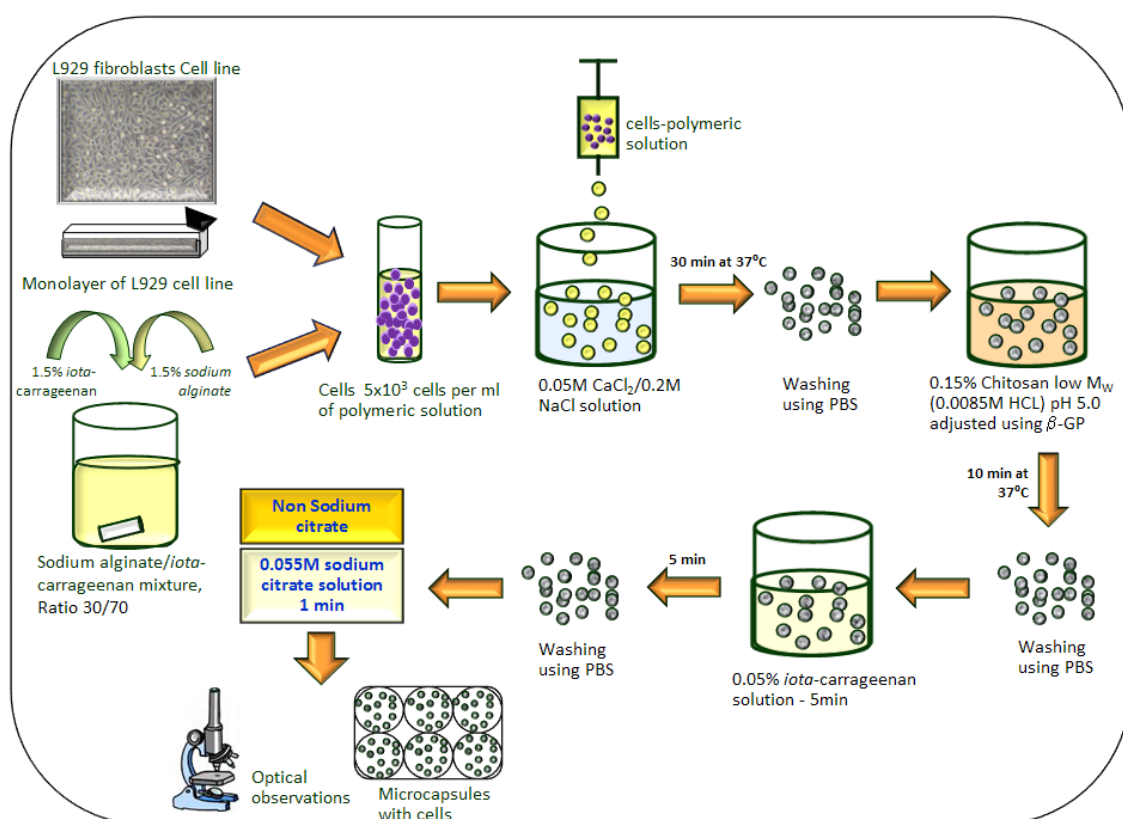 L929 fibroblasts Cell line
Monolayer of L929 cell line
1.5% iota-
carrageenan
1.5% sodium
alginate
Sodium alginate/iota-
carrageenan mixture,
Ratio 30/70
Cells 5x10³ cells per ml
of polymeric solution
cells-polymeric
solution
0.05M CaCl₂/0.2M
NaCl solution
30 min at 37⁰C
Washing
using PBS
0.15% Chitosan low M_W
(0.0085M HCL) pH 5.0
adjusted using β-GP
10 min at
37⁰C
Washing
using PBS
0.05% iota-carrageenan
solution - 5min
5 min
Washing
using PBS
Non Sodium
citrate
0.055M sodium
citrate solution
1 min
Optical
observations
Microcapsules
with cells